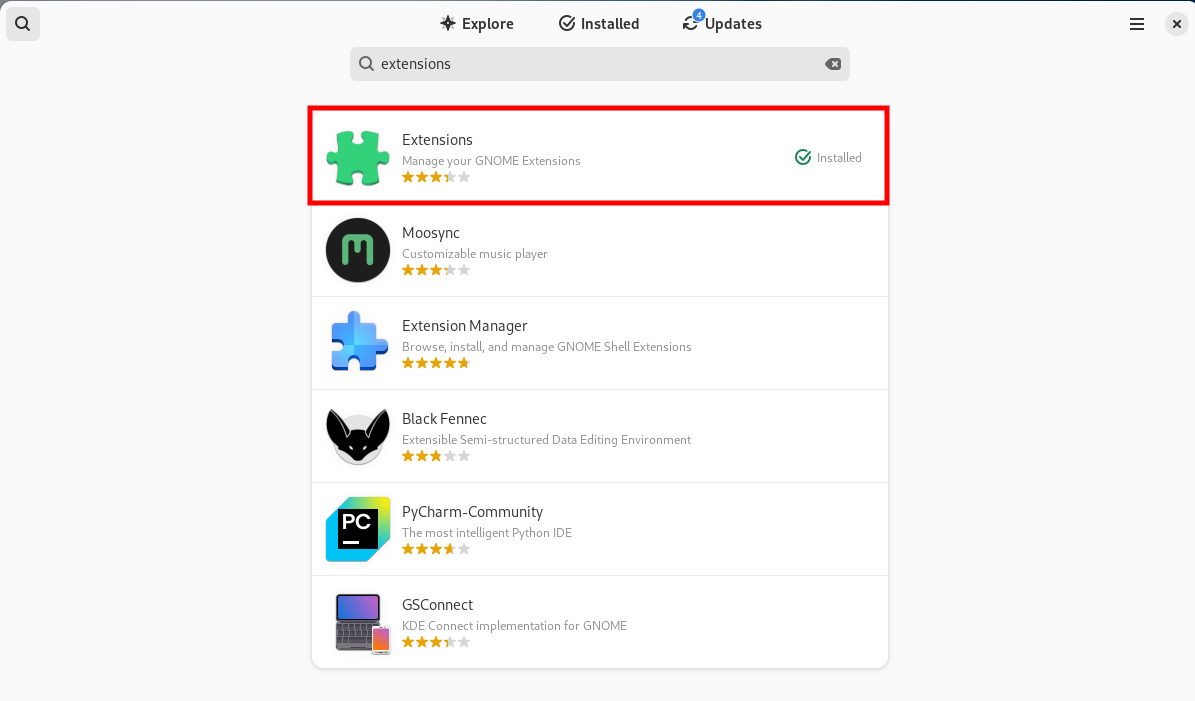 Explore Installed 4 Updates
extensions
Extensions
Manage your GNOME Extensions
Installed
Moosync
Customizable music player
Extension Manager
Browse, install, and manage GNOME Shell Extensions
Black Fennec
Extensible Semi-structured Data Editing Environment
PC
PyCharm-Community
The most intelligent Python IDE
GSConnect
KDE Connect implementation for GNOME